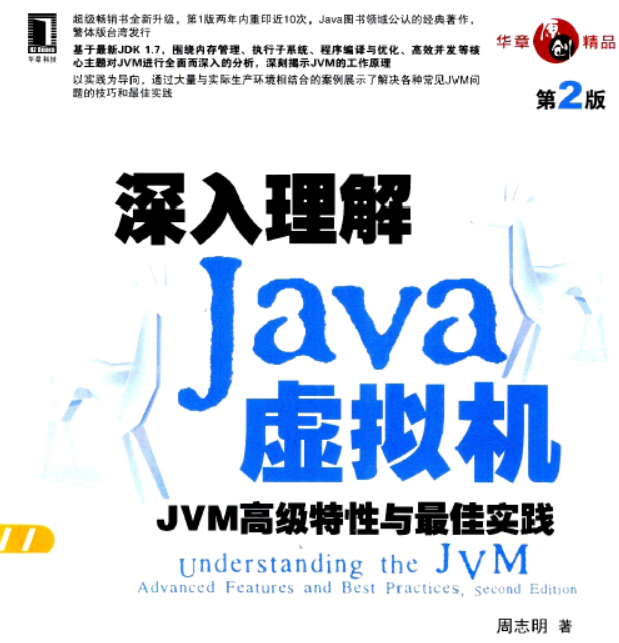 超级畅销书全新升级，第1版两年内重印近10次，Java图书领域公认的经典著作，
繁体版台湾发行
基于最新JDK 1.7，围绕内存管理、执行子系统、程序编译与优化、高效并发等核
心主题对JVM进行全面而深入的分析，深刻揭示JVM的工作原理
以实践为导向，通过大量与实际生产环境相结合的案例展示了解决各种常见JVM问
题的技巧和最佳实践
华章科技
华章 原创 精品
第2版
深入理解
Java
虚拟机
JVM高级特性与最佳实践
Understanding the JVM
Advanced Features and Best Practices, Second Edition
周志明 著